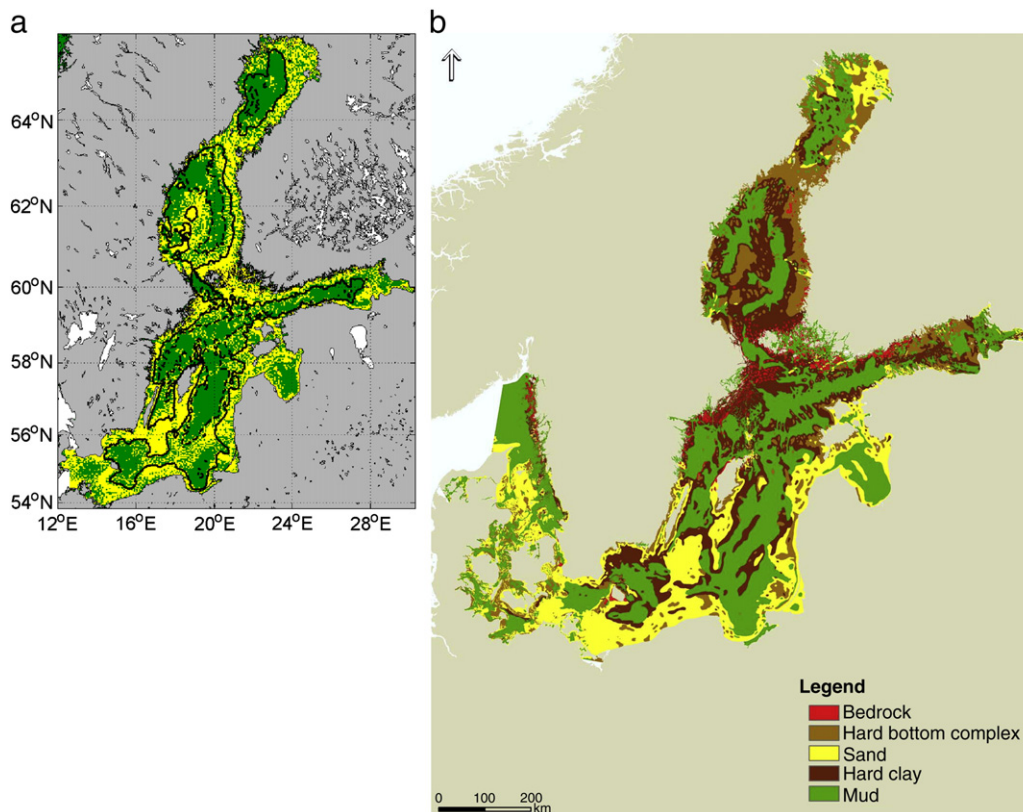 a
64°N
62°N
60°N
58°N
56°N
54°N
12°E 16°E 20°E 24°E 28°E
b
Legend
Bedrock
Hard bottom complex
Sand
Hard clay
Mud
0 100 200
km